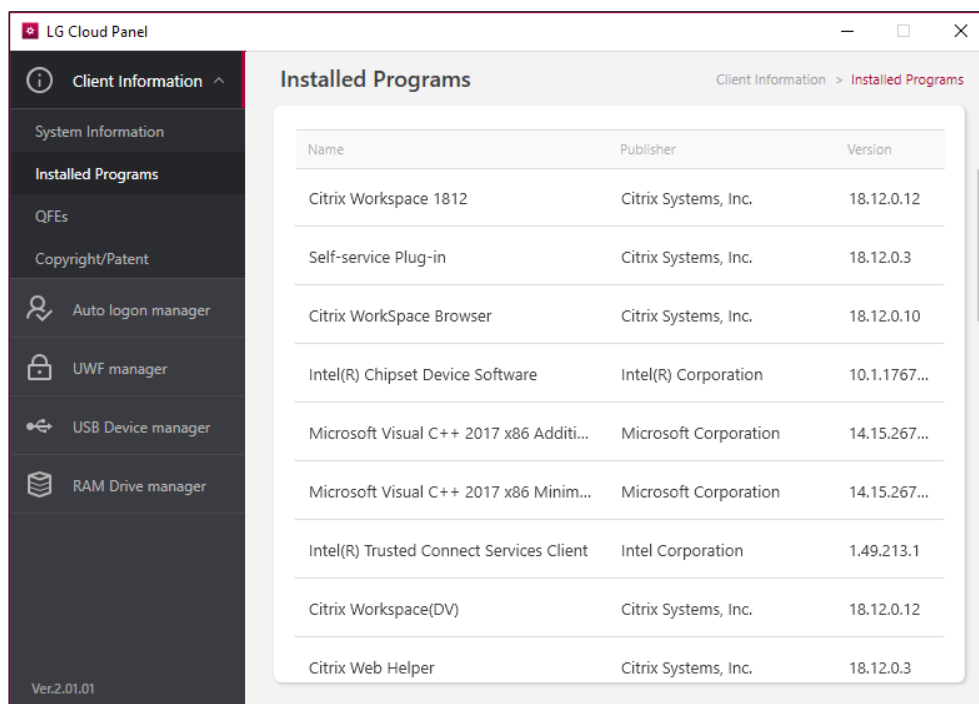 LG Cloud Panel
Client Information
System Information
Installed Programs
QFEs
Copyright/Patent
Auto logon manager
UWF manager
USB Device manager
RAM Drive manager
Ver.2.01.01
Installed Programs
Client Information > Installed Programs
Name Publisher Version
Citrix Workspace 1812 Citrix Systems, Inc. 18.12.0.12
Self-service Plug-in Citrix Systems, Inc. 18.12.0.3
Citrix WorkSpace Browser Citrix Systems, Inc. 18.12.0.10
Intel(R) Chipset Device Software Intel(R) Corporation 10.1.1767...
Microsoft Visual C++ 2017 x86 Additi... Microsoft Corporation 14.15.267...
Microsoft Visual C++ 2017 x86 Minim... Microsoft Corporation 14.15.267...
Intel(R) Trusted Connect Services Client Intel Corporation 1.49.213.1
Citrix Workspace(DV) Citrix Systems, Inc. 18.12.0.12
Citrix Web Helper Citrix Systems, Inc. 18.12.0.3